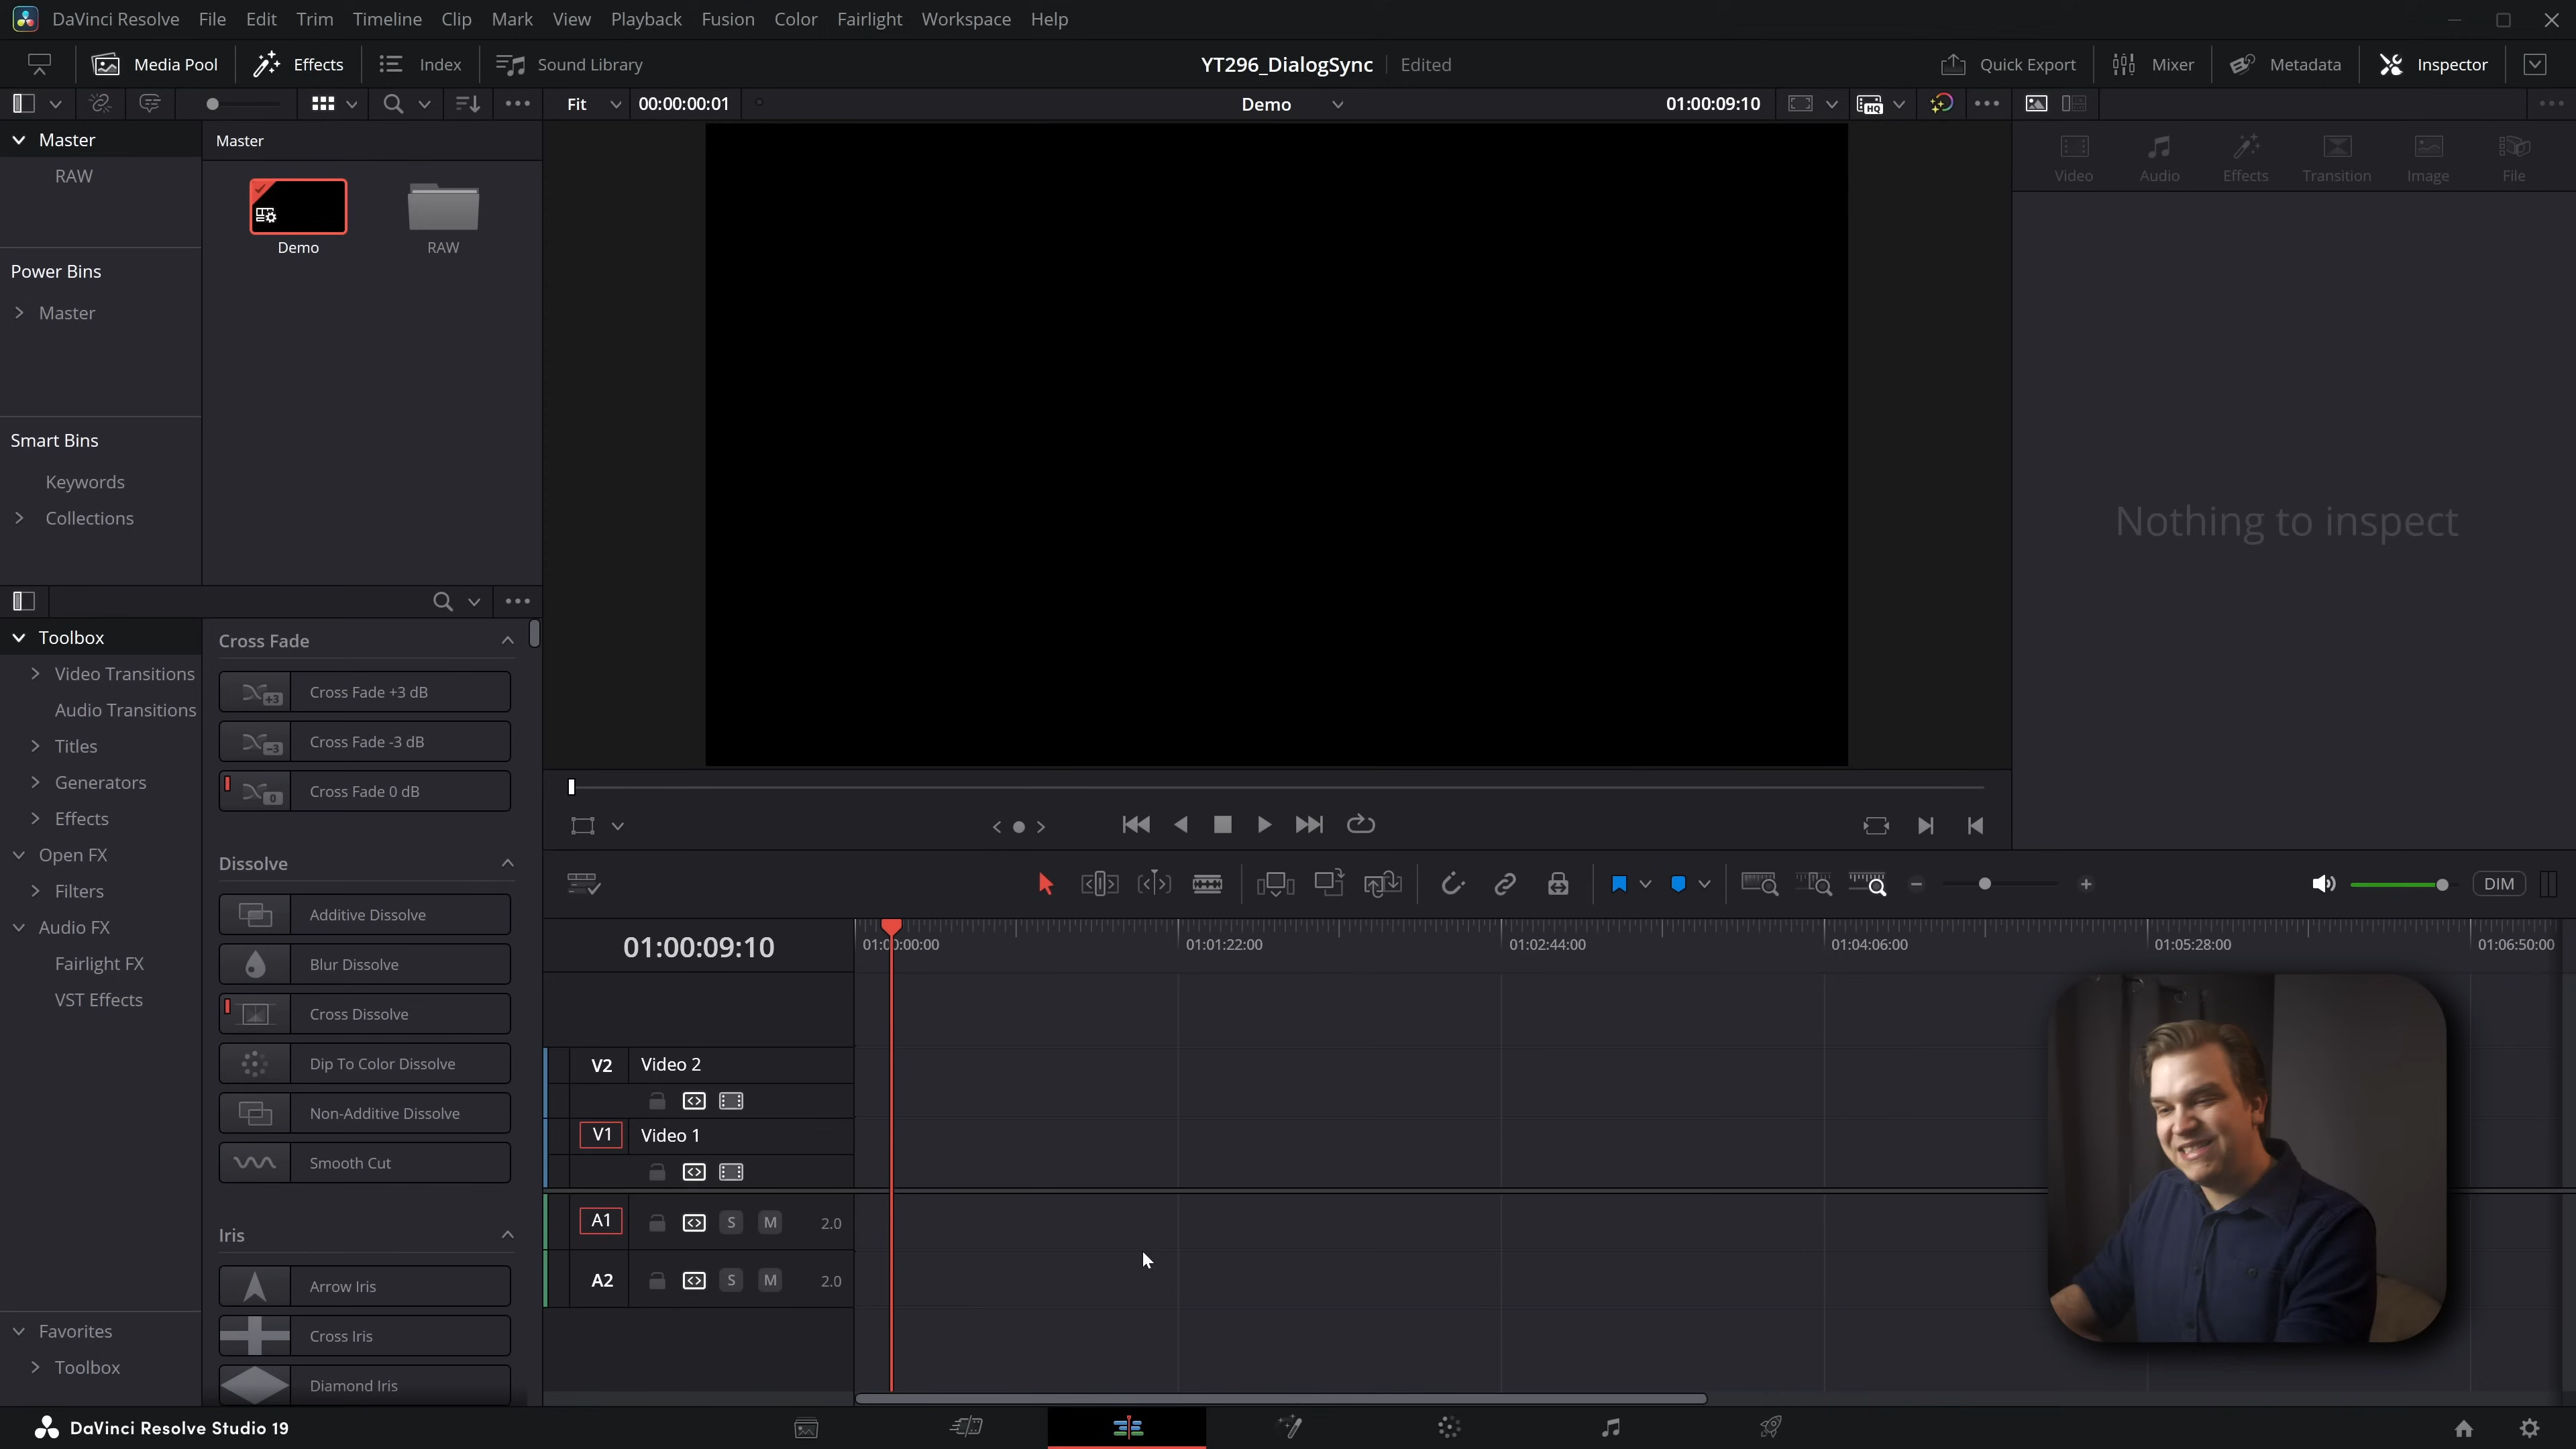 DaVinci Resolve File Edit Trim Timeline Clip Mark View Playback Fusion Color Fairlight Workspace Help
Media Pool Effects Index Sound Library YT296_DialogSync Edited Quick Export Mixer Metadata Inspector
Fit 00:00:00:01 Demo 01:00:09:10 HQ
Master
RAW
Master
Demo
RAW
Power Bins
Master
Smart Bins
Keywords
Collections
Video Audio Effects Transition Image File
Nothing to inspect
Toolbox
Video Transitions
Audio Transitions
Titles
Generators
Effects
Open FX
Filters
Audio FX
Fairlight FX
VST Effects
Favorites
Toolbox
Cross Fade
+3 Cross Fade +3 dB
-3 Cross Fade -3 dB
0 Cross Fade 0 dB
Dissolve
Additive Dissolve
Blur Dissolve
Cross Dissolve
Dip To Color Dissolve
Non-Additive Dissolve
Smooth Cut
Iris
Arrow Iris
Cross Iris
Diamond Iris
DIM
01:00:09:10
01:00:00:00 01:01:22:00 01:02:44:00 01:04:06:00 01:05:28:00 01:06:50:00
V2 Video 2
V1 Video 1
A1 S M 2.0
A2 S M 2.0
DaVinci Resolve Studio 19